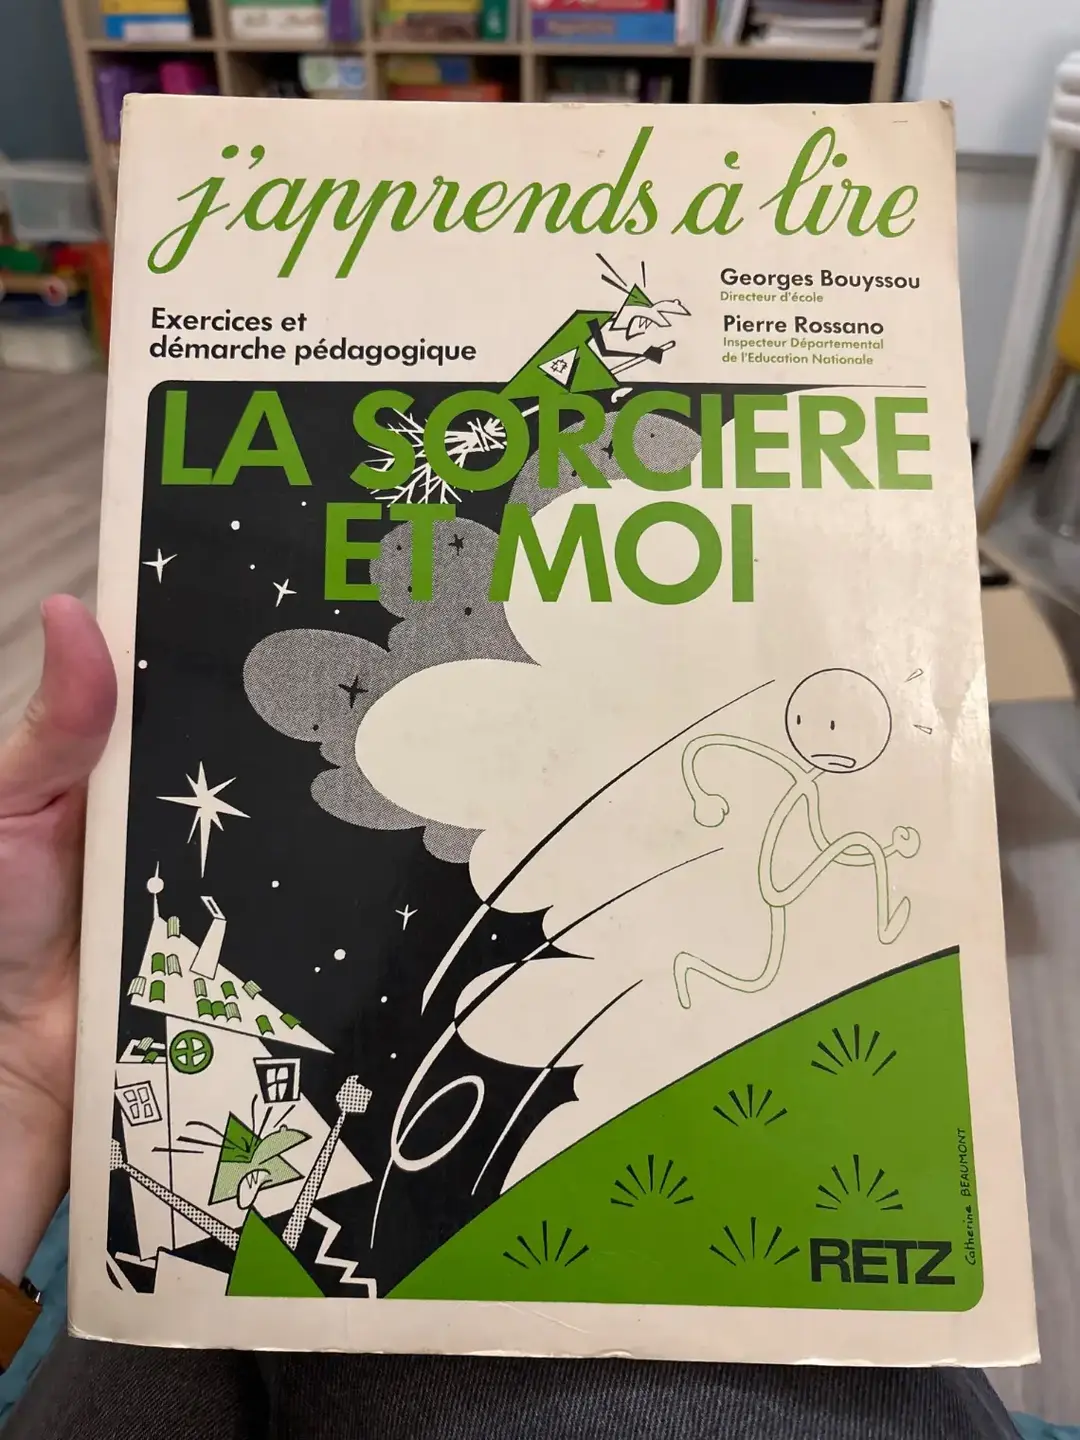 j'apprends à lire
Georges Bouyssou
Directeur d'école
Pierre Rossano
Inspecteur Départemental
de l'Education Nationale
Exercices et
démarche pédagogique
LA SORCIERE
ET MOI
Catherine BEAUMONT
RETZ